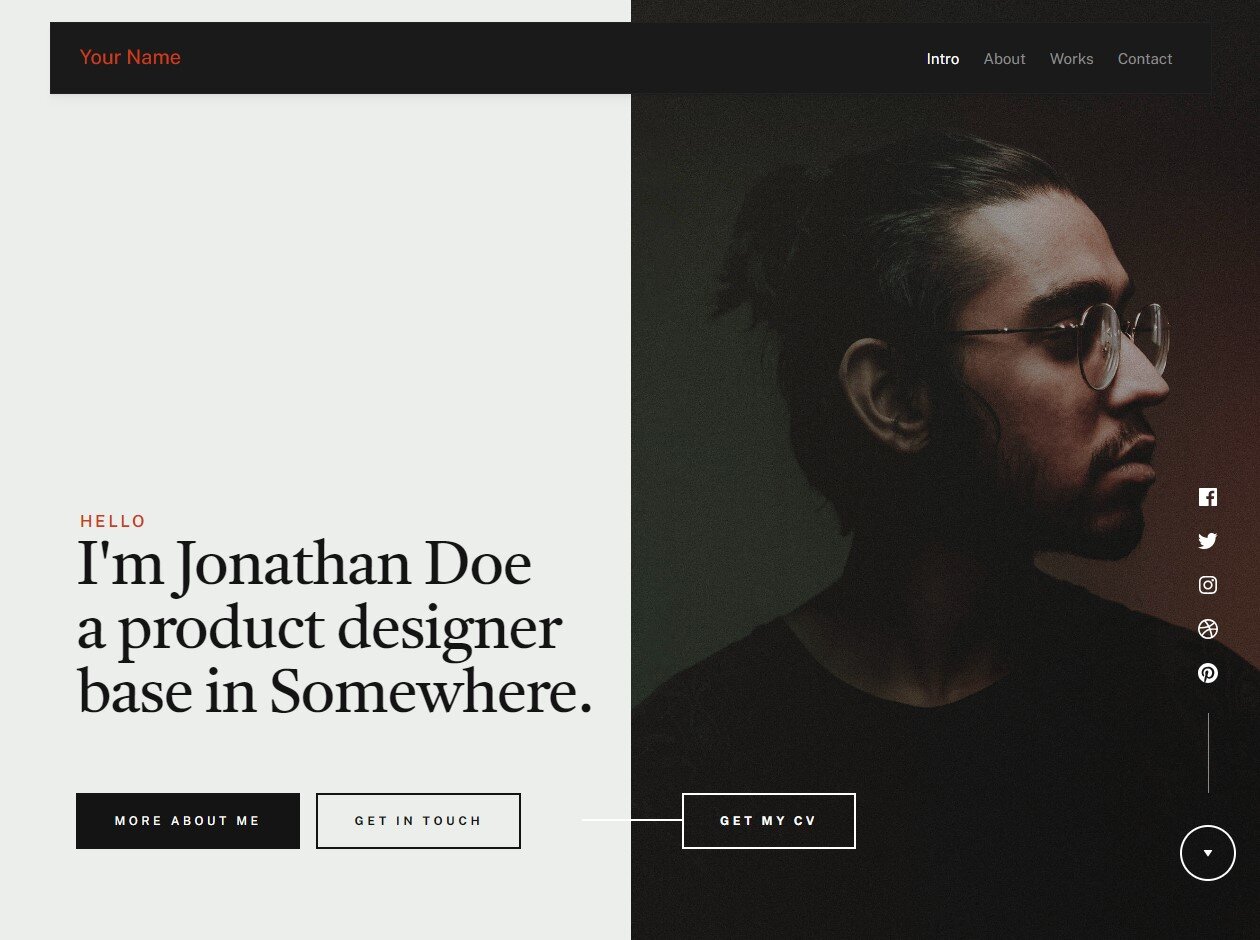 Your Name
Intro About Works Contact
HELLO
I'm Jonathan Doe
a product designer
base in Somewhere.
MORE ABOUT ME
GET IN TOUCH
GET MY CV